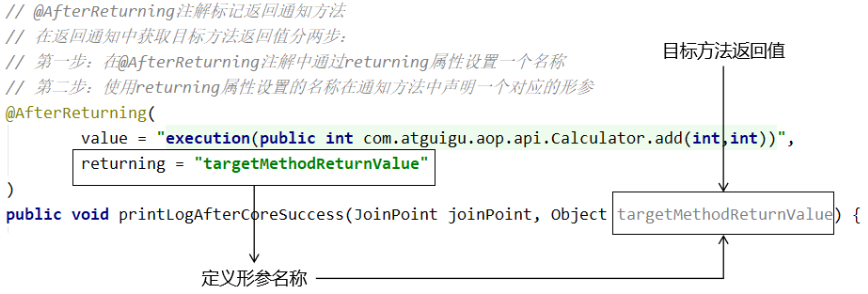 // @AfterReturning注解标记返回通知方法
// 在返回通知中获取目标方法返回值分两步：
// 第一步：在@AfterReturning注解中通过returning属性设置一个名称
// 第二步：使用returning属性设置的名称在通知方法中声明一个对应的形参
目标方法返回值
@AfterReturning(
value = "execution(public int com.atguigu.aop.api.Calculator.add(int,int))",
returning = "targetMethodReturnValue"
)
public void printLogAfterCoreSuccess(JoinPoint joinPoint, Object targetMethodReturnValue) {
定义形参名称